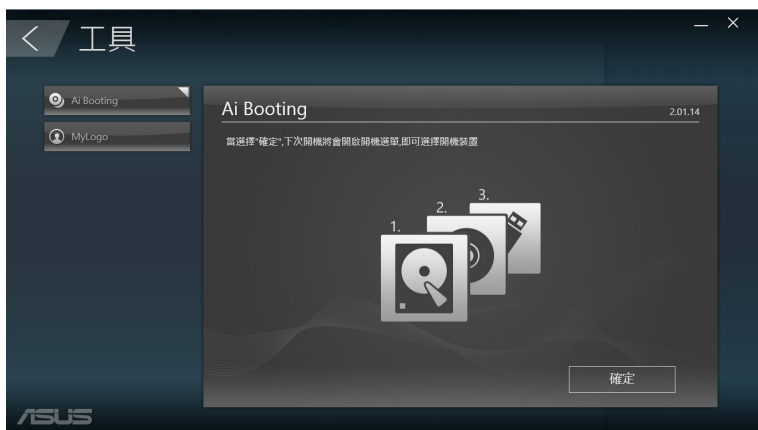 工具
Ai Booting
MyLogo
Ai Booting
2.01.14
當選擇"確定",下次開機將會開啟開機選單,即可選擇開機裝置
1.
2.
3.
確定
ASUS